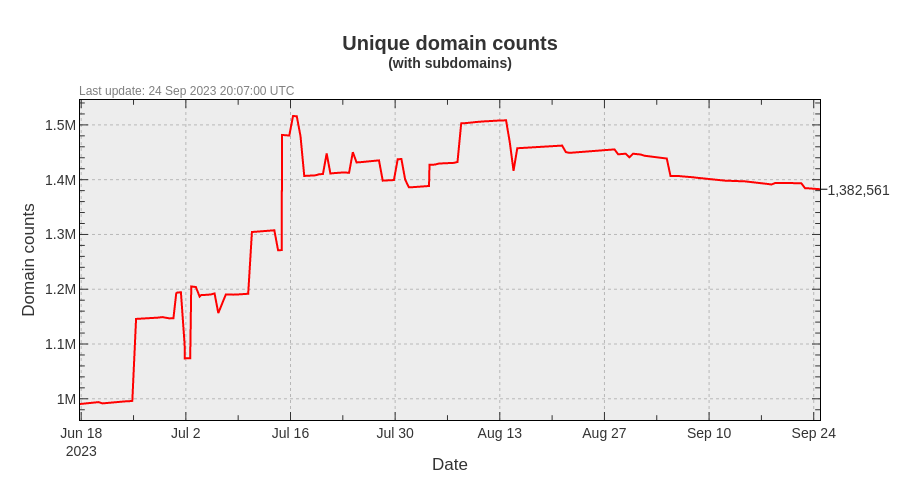 Unique domain counts
(with subdomains)
Last update: 24 Sep 2023 20:07:00 UTC
1.5M
1.4M
1.3M
1.2M
1.1M
1M
Domain counts
1,382,561
Jun 18 Jul 2 Jul 16 Jul 30 Aug 13 Aug 27 Sep 10 Sep 24
2023
Date